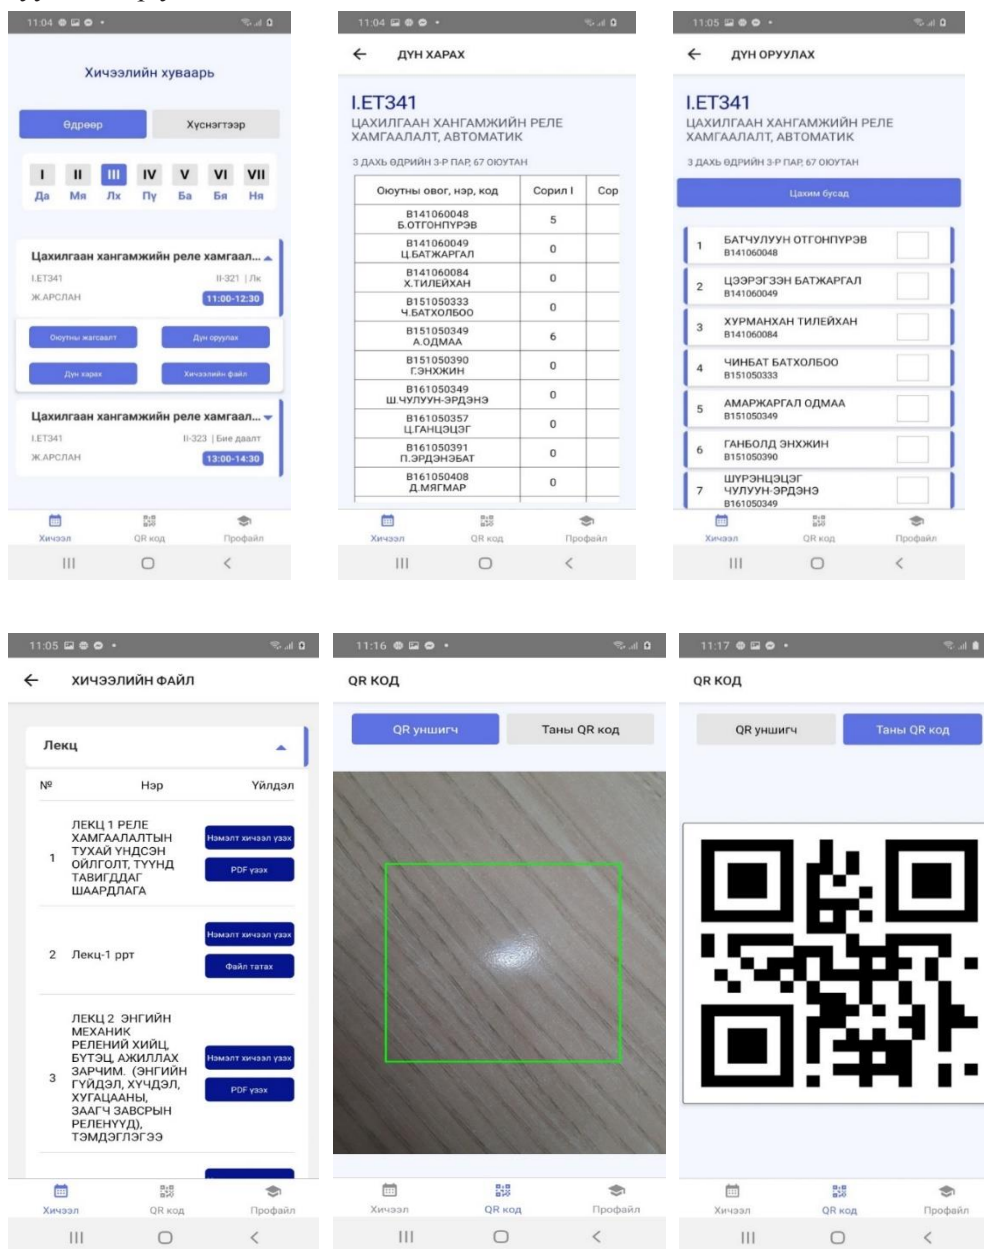 11:04
Хичээлийн хуваарь
Өдрөөр
Хүснэгтээр
I II III IV V VI VII
Да Мя Лх Пү Ба Бя Ня
Цахилгаан хангамжийн реле хамгаал...
I.ET341 II-321 | Лк
Ж.АРСЛАН 11:00-12:30
Оюутны жагсаалт
Дүн оруулах
Дүн харах
Хичээлийн файл
Цахилгаан хангамжийн реле хамгаал...
I.ET341 II-323 | Бие даалт
Ж.АРСЛАН 13:00-14:30
Хичээл QR код Профайл
11:04
ДҮН ХАРАХ
I.ET341
ЦАХИЛГААН ХАНГАМЖИЙН РЕЛЕ
ХАМГААЛАЛТ, АВТОМАТИК
3 ДАХЬ ӨДРИЙН 3-Р ПАР, 67 ОЮУТАН
Оюутны овог, нэр, код Сорил I Сор
B141060048
Б.ОТГОНПҮРЭВ 5
B141060049
Ц.БАТЖАРГАЛ 0
B141060084
Х.ТИЛЕЙХАН 0
B151050333
Ч.БАТХОЛБОО 0
B151050349
А.ОДМАА 6
B151050390
Г.ЭНХЖИН 0
B161050349
Ш.ЧУЛУУН-ЭРДЭНЭ 0
B161050357
Ц.ГАНЦЭЦЭГ 0
B161050391
П.ЭРДЭНЭБАТ 0
B161050408
Д.МЯГМАР 0
Хичээл QR код Профайл
11:05
ДҮН ОРУУЛАХ
I.ET341
ЦАХИЛГААН ХАНГАМЖИЙН РЕЛЕ
ХАМГААЛАЛТ, АВТОМАТИК
3 ДАХЬ ӨДРИЙН 3-Р ПАР, 67 ОЮУТАН
Цахим бусад
1 БАТЧУЛУУН ОТГОНПҮРЭВ
B141060048
2 ЦЭЭРЭГЗЭН БАТЖАРГАЛ
B141060049
3 ХУРМАНХАН ТИЛЕЙХАН
B141060084
4 ЧИНБАТ БАТХОЛБОО
B151050333
5 АМАРЖАРГАЛ ОДМАА
B151050349
6 ГАНБОЛД ЭНХЖИН
B151050390
7 ШҮРЭНЦЭЦЭГ
ЧУЛУУН-ЭРДЭНЭ
B161050349
Хичээл QR код Профайл
11:05
ХИЧЭЭЛИЙН ФАЙЛ
Лекц
№ Нэр Үйлдэл
1 ЛЕКЦ 1 РЕЛЕ
ХАМГААЛАЛТЫН
ТУХАЙ ҮНДСЭН
ОЙЛГОЛТ, ТҮҮНД
ТАВИГДДАГ
ШААРДЛАГА
Нэмэлт хичээл үзэх
PDF үзэх
2 Лекц-1 ppt
Нэмэлт хичээл үзэх
Файл татах
3 ЛЕКЦ 2 ЭНГИЙН
МЕХАНИК
РЕЛЕНИЙ ХИЙЦ,
БҮТЭЦ, АЖИЛЛАХ
ЗАРЧИМ. (ЭНГИЙН
ГҮЙДЭЛ, ХҮЧДЭЛ,
ХУГАЦААНЫ,
ЗААГЧ ЗАВСРЫН
РЕЛЕНҮҮД),
ТЭМДЭГЛЭГЭЭ
Нэмэлт хичээл үзэх
PDF үзэх
Хичээл QR код Профайл
11:16
QR КОД
QR уншигч
Таны QR код
Хичээл QR код Профайл
11:17
QR КОД
QR уншигч
Таны QR код
Хичээл QR код Профайл